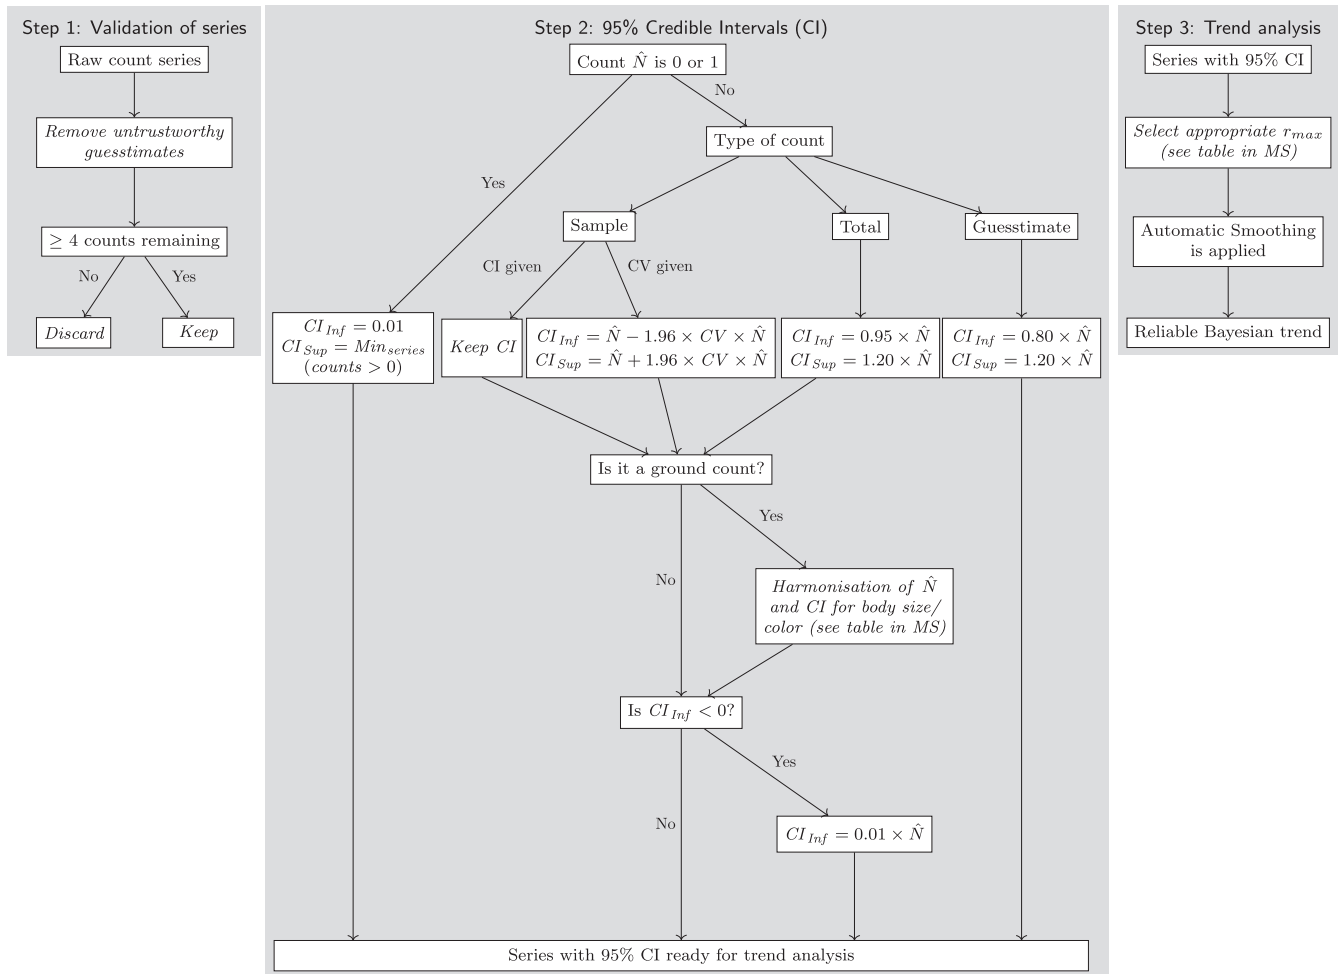 Step 1: Validation of series
Raw count series
Remove untrustworthy
guesstimates
≥ 4 counts remaining
No
Yes
Discard
Keep
Step 2: 95% Credible Intervals (CI)
Count N̂ is 0 or 1
No
Type of count
Yes
Sample
Total
Guesstimate
CI given
CV given
CI_Inf = 0.01
CI_Sup = Min_series
(counts > 0)
Keep CI
CI_Inf = N̂ − 1.96 × CV × N̂
CI_Sup = N̂ + 1.96 × CV × N̂
CI_Inf = 0.95 × N̂
CI_Sup = 1.20 × N̂
CI_Inf = 0.80 × N̂
CI_Sup = 1.20 × N̂
Is it a ground count?
Yes
No
Harmonisation of N̂
and CI for body size/
color (see table in MS)
Is CI_Inf < 0?
Yes
No
CI_Inf = 0.01 × N̂
Series with 95% CI ready for trend analysis
Step 3: Trend analysis
Series with 95% CI
Select appropriate r_max
(see table in MS)
Automatic Smoothing
is applied
Reliable Bayesian trend